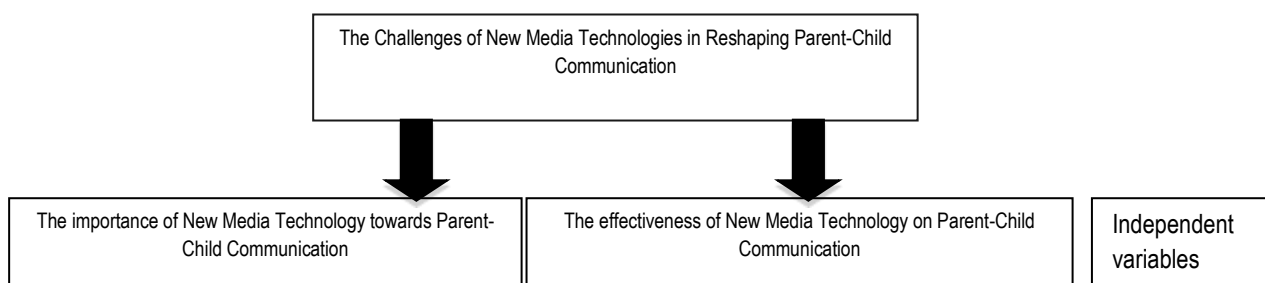 The Challenges of New Media Technologies in Reshaping Parent-Child
Communication
The importance of New Media Technology towards Parent-
Child Communication
The effectiveness of New Media Technology on Parent-Child
Communication
Independent
variables